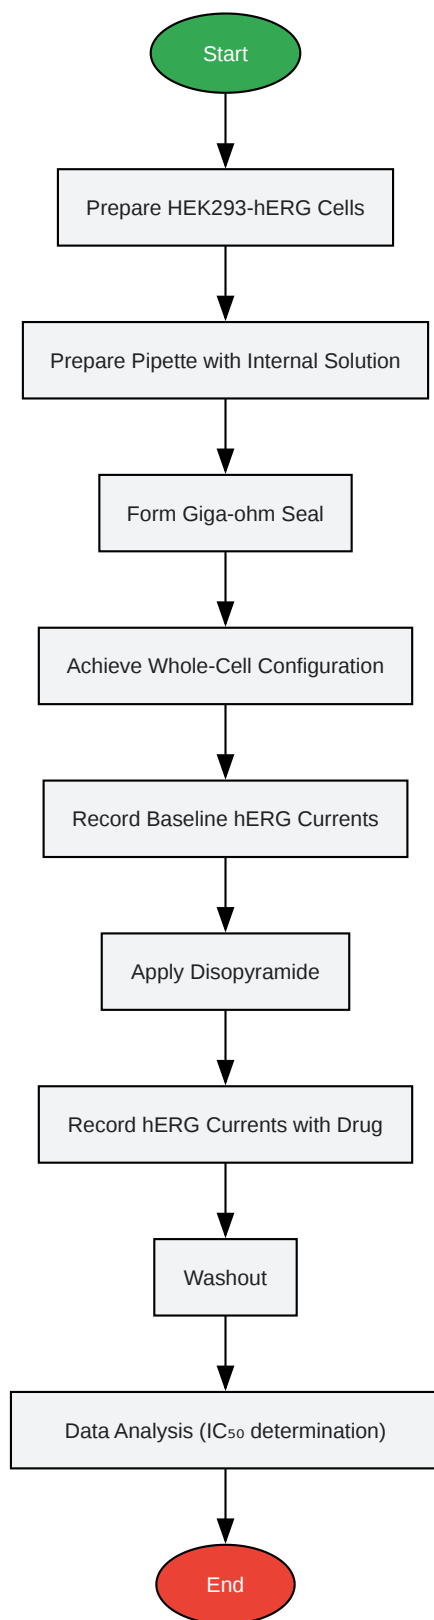 Start
Prepare HEK293-hERG Cells
Prepare Pipette with Internal Solution
Form Giga-ohm Seal
Achieve Whole-Cell Configuration
Record Baseline hERG Currents
Apply Disopyramide
Record hERG Currents with Drug
Washout
Data Analysis (IC₅₀ determination)
End